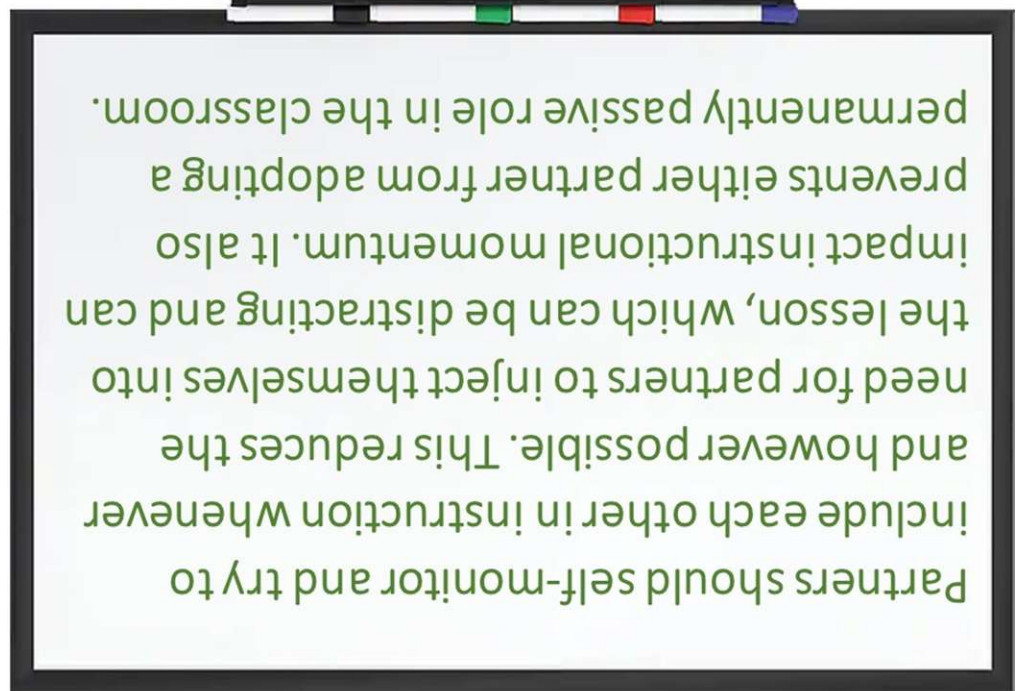 Partners should self-monitor and try to
include each other in instruction whenever
and however possible. This reduces the
need for partners to inject themselves into
the lesson, which can be distracting and can
impact instructional momentum. It also
prevents either partner from adopting a
permanently passive role in the classroom.